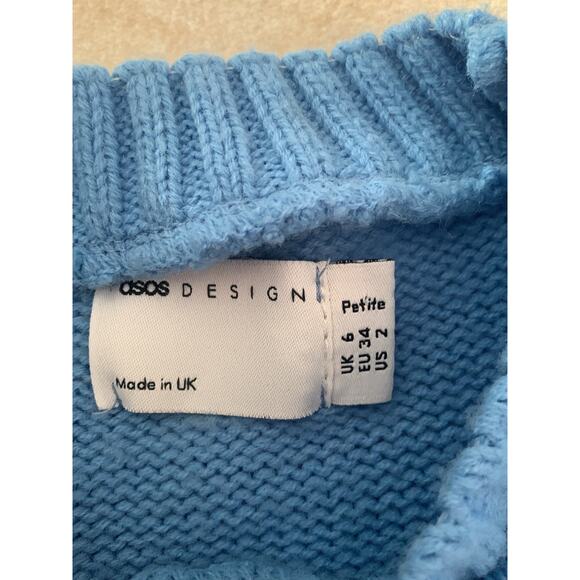 asos DESIGN
Made in UK
Petite
UK 6
EU 34
US 2